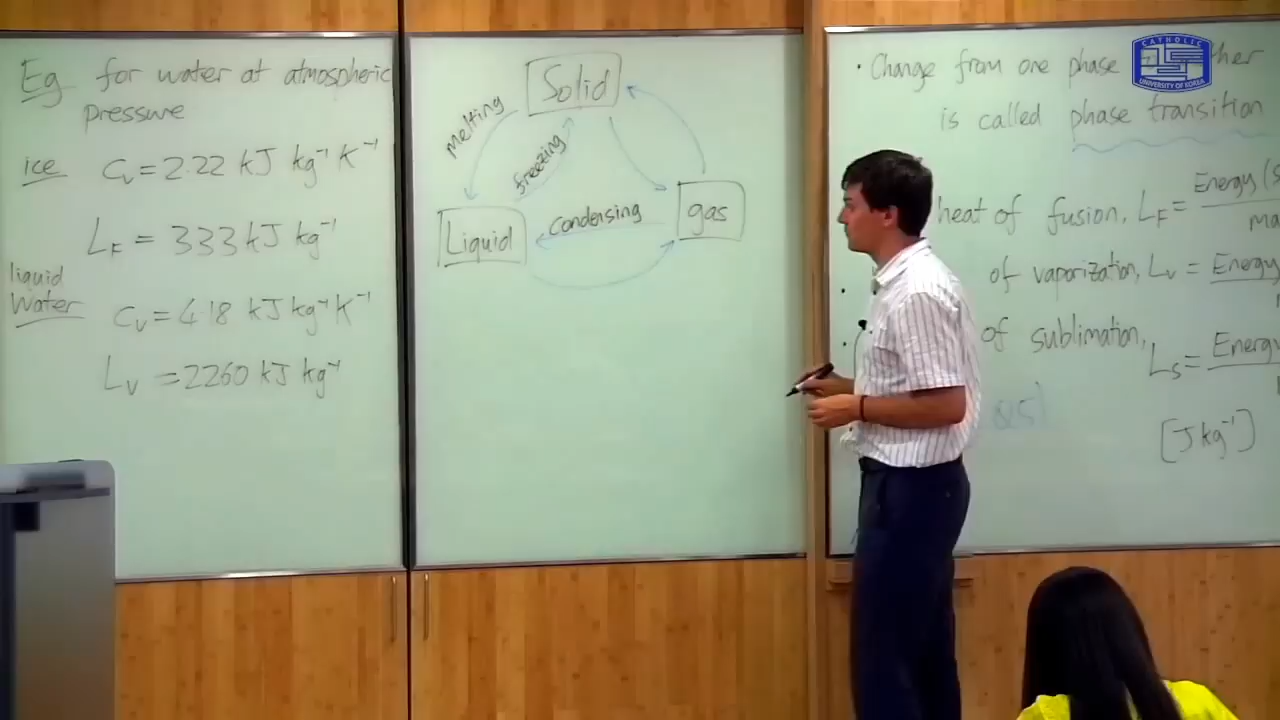 Eg for water at atmospheric
pressure
ice Cv = 2.22 kJ kg⁻¹ K⁻¹
LF = 333 kJ kg⁻¹
liquid
water Cv = 4.18 kJ kg⁻¹ K⁻¹
Lv = 2260 kJ kg⁻¹
Solid
melting
freezing
condensing
Liquid
gas
• Change from one phase
is called phase transition
heat of fusion, LF = Energy
of vaporization, Lv = Energy
of sublimation,
Ls = Energy
[J kg⁻¹]
CATHOLIC
UNIVERSITY OF KOREA